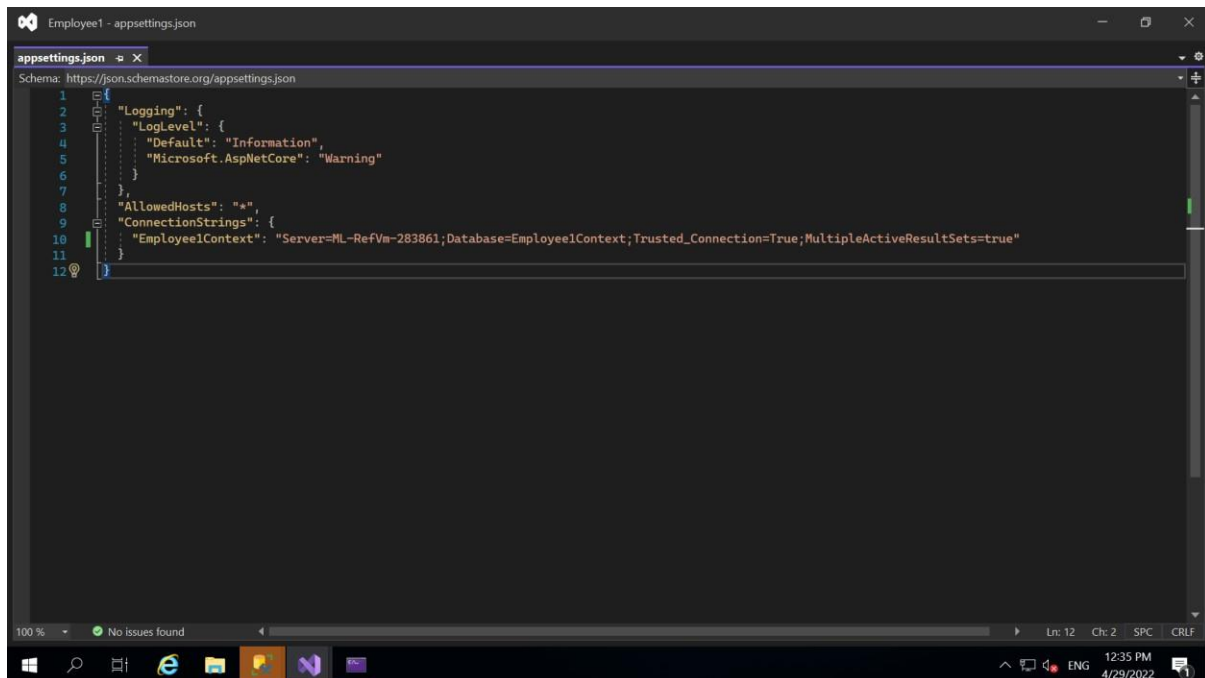 Employee1 - appsettings.json
appsettings.json
Schema: https://json.schemastore.org/appsettings.json
1 {
2 "Logging": {
3 "LogLevel": {
4 "Default": "Information",
5 "Microsoft.AspNetCore": "Warning"
6 }
7 },
8 "AllowedHosts": "*",
9 "ConnectionStrings": {
10 "Employee1Context": "Server=ML-RefVm-283861;Database=Employee1Context;Trusted_Connection=True;MultipleActiveResultSets=true"
11 }
12 }
100 % No issues found Ln: 12 Ch: 2 SPC CRLF
ENG 12:35 PM
4/29/2022